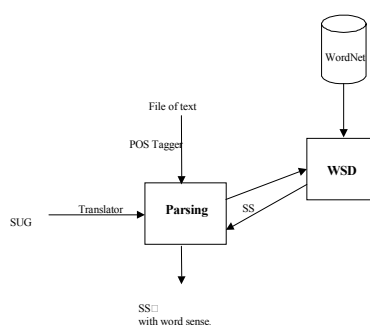 WordNet
File of text
POS Tagger
WSD
Parsing
SS
Translator
SUG
SS□
with word sense.